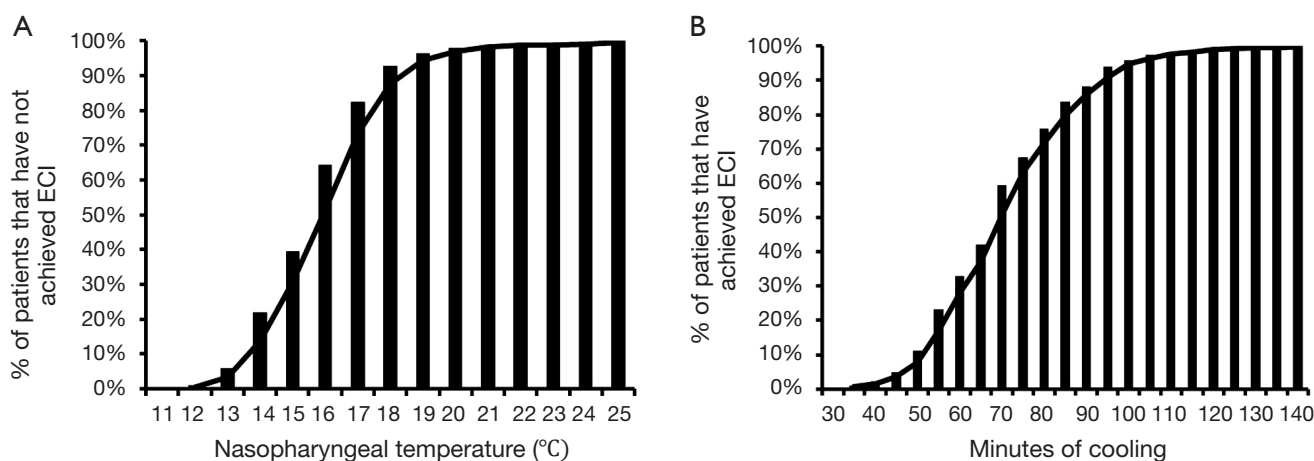 A
% of patients that have not
achieved ECI
100%
90%
80%
70%
60%
50%
40%
30%
20%
10%
0%
11 12 13 14 15 16 17 18 19 20 21 22 23 24 25
Nasopharyngeal temperature (°C)
B
% of patients that have
achieved ECI
100%
90%
80%
70%
60%
50%
40%
30%
20%
10%
0%
30 40 50 60 70 80 90 100 110 120 130 140
Minutes of cooling